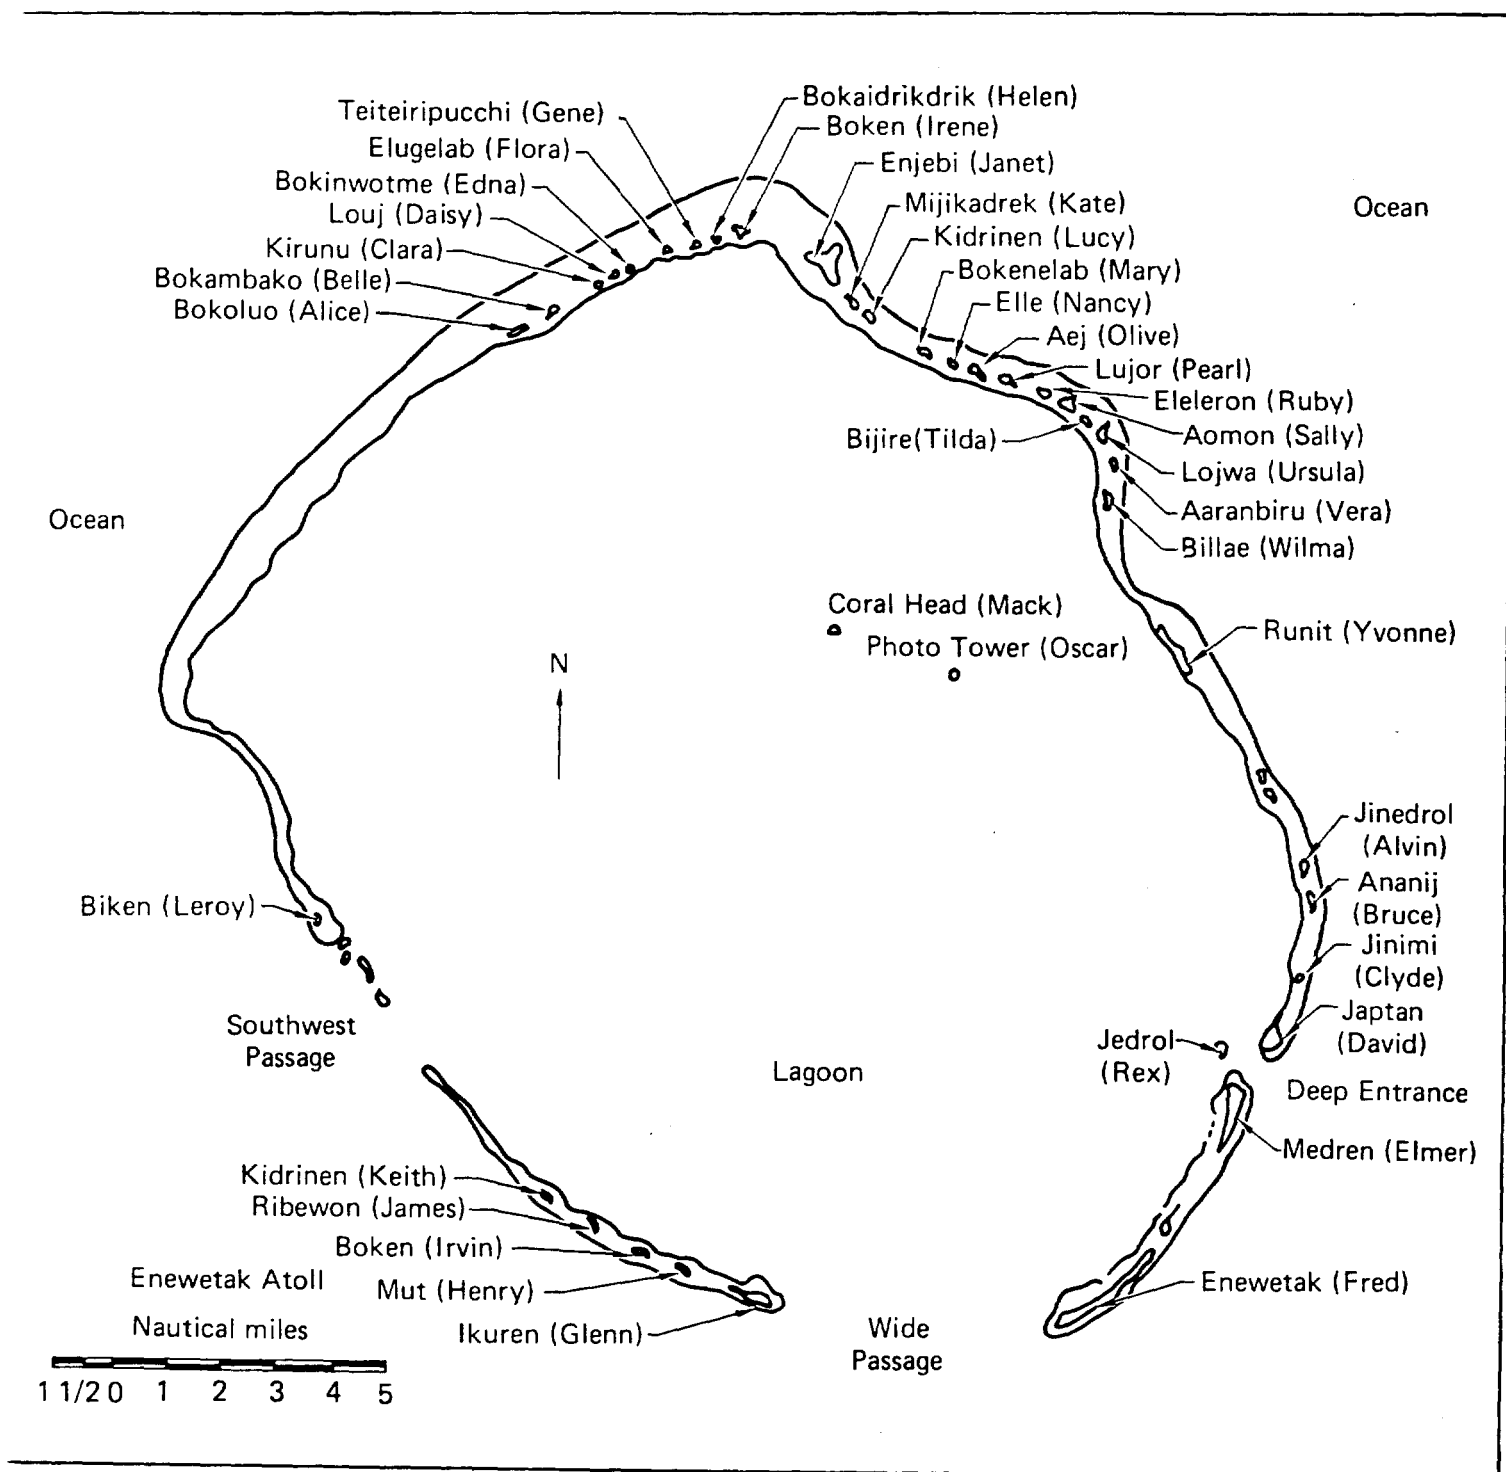 Teiteiripucchi (Gene)
Elugelab (Flora)
Bokinwotme (Edna)
Louj (Daisy)
Kirunu (Clara)
Bokambako (Belle)
Bokoluo (Alice)
Bokaidrikdrik (Helen)
Boken (Irene)
Enjebi (Janet)
Mijikadrek (Kate)
Kidrinen (Lucy)
Bokenelab (Mary)
Elle (Nancy)
Aej (Olive)
Lujor (Pearl)
Eleleron (Ruby)
Aomon (Sally)
Bijire(Tilda)
Lojwa (Ursula)
Aaranbiru (Vera)
Billae (Wilma)
Ocean
Ocean
Coral Head (Mack)
Photo Tower (Oscar)
Runit (Yvonne)
N
Jinedrol
(Alvin)
Ananij
(Bruce)
Jinimi
(Clyde)
Japtan
(David)
Biken (Leroy)
Southwest
Passage
Lagoon
Jedrol
(Rex)
Deep Entrance
Medren (Elmer)
Kidrinen (Keith)
Ribewon (James)
Boken (Irvin)
Mut (Henry)
Ikuren (Glenn)
Enewetak (Fred)
Wide
Passage
Enewetak Atoll
Nautical miles
1 1/2 0 1 2 3 4 5